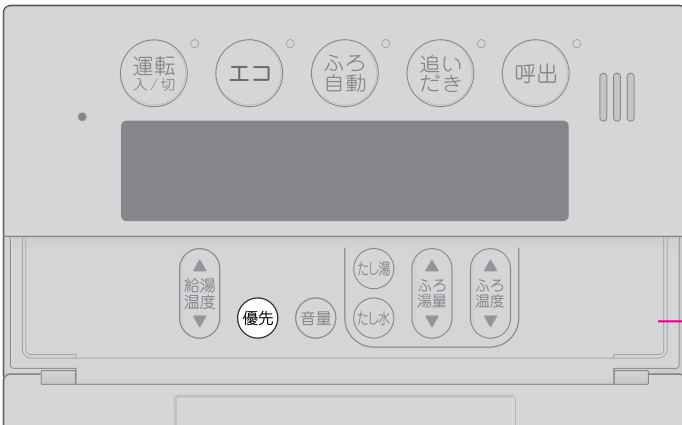 運転
入/切
エコ
ふろ
自動
追い
だき
呼出
給湯
温度
優先
音量
たし湯
たし水
ふろ
湯量
ふろ
温度